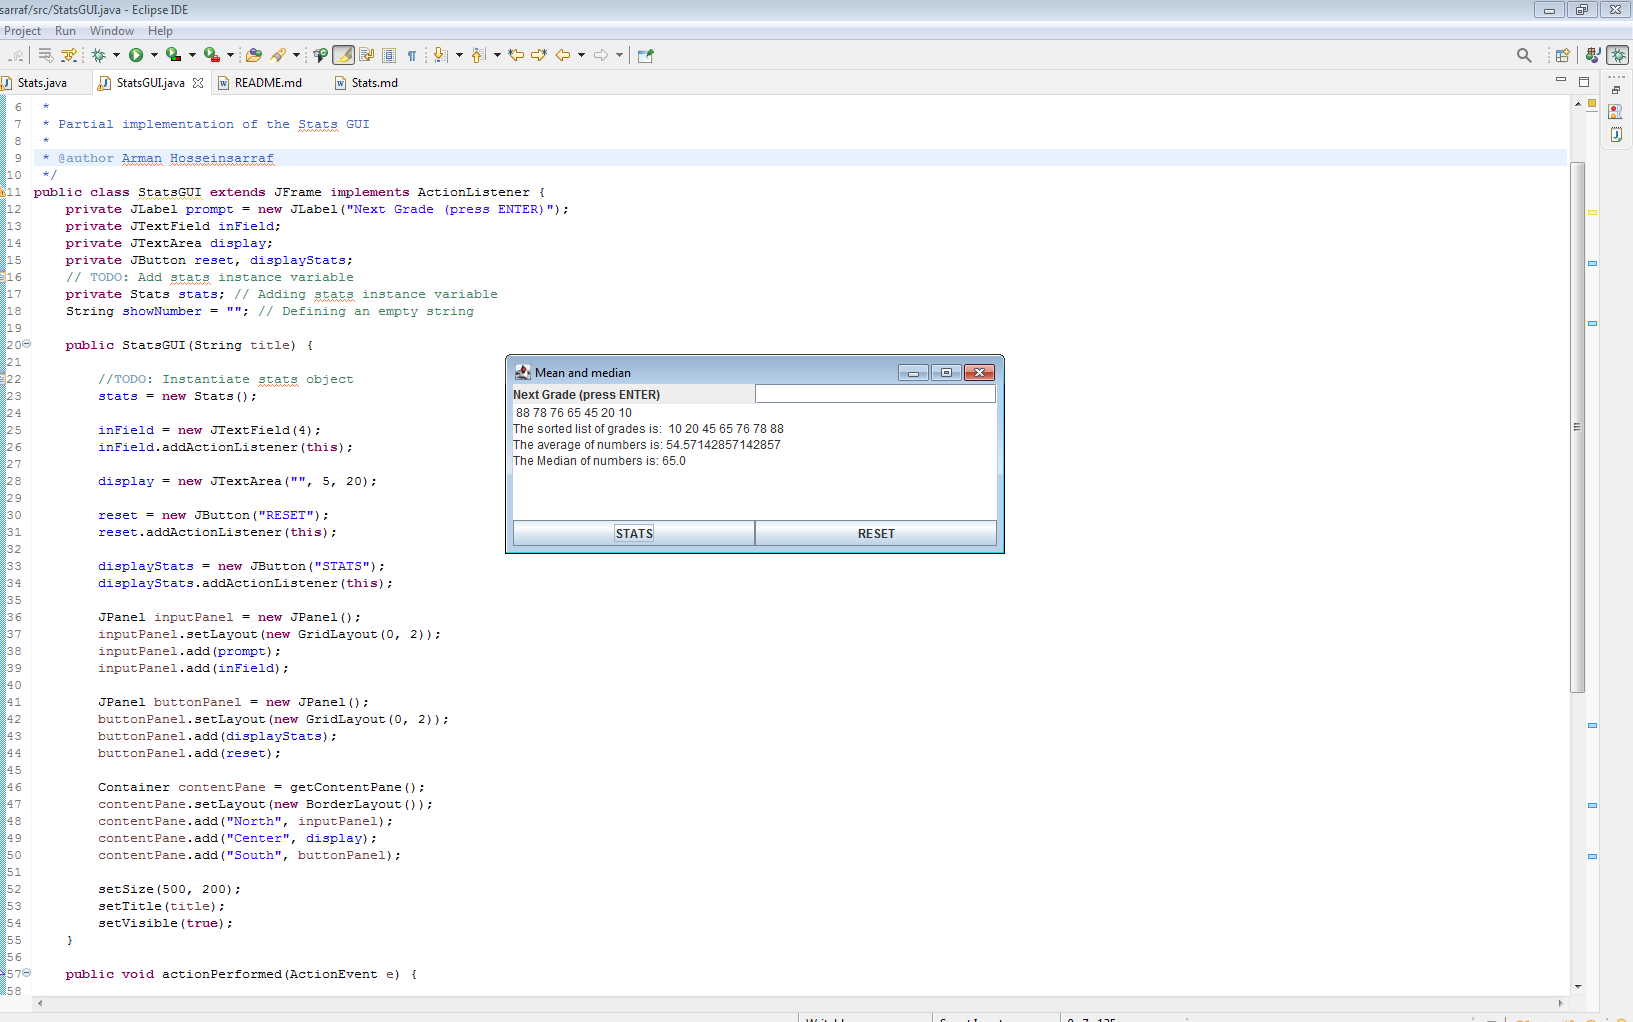 sarraf/src/StatsGUI.java - Eclipse IDE
Project Run Window Help
Stats.java StatsGUI.java README.md Stats.md
6 *
7 * Partial implementation of the Stats GUI
8 *
9 * @author Arman Hosseinsarraf
10 */
11 public class StatsGUI extends JFrame implements ActionListener {
12 private JLabel prompt = new JLabel("Next Grade (press ENTER)");
13 private JTextField inField;
14 private JTextArea display;
15 private JButton reset, displayStats;
16 // TODO: Add stats instance variable
17 private Stats stats; // Adding stats instance variable
18 String showNumber = ""; // Defining an empty string
19
20 public StatsGUI(String title) {
21
22 //TODO: Instantiate stats object
23 stats = new Stats();
24
25 inField = new JTextField(4);
26 inField.addActionListener(this);
27
28 display = new JTextArea("", 5, 20);
29
30 reset = new JButton("RESET");
31 reset.addActionListener(this);
32
33 displayStats = new JButton("STATS");
34 displayStats.addActionListener(this);
35
36 JPanel inputPanel = new JPanel();
37 inputPanel.setLayout(new GridLayout(0, 2));
38 inputPanel.add(prompt);
39 inputPanel.add(inField);
40
41 JPanel buttonPanel = new JPanel();
42 buttonPanel.setLayout(new GridLayout(0, 2));
43 buttonPanel.add(displayStats);
44 buttonPanel.add(reset);
45
46 Container contentPane = getContentPane();
47 contentPane.setLayout(new BorderLayout());
48 contentPane.add("North", inputPanel);
49 contentPane.add("Center", display);
50 contentPane.add("South", buttonPanel);
51
52 setSize(500, 200);
53 setTitle(title);
54 setVisible(true);
55 }
56
57 public void actionPerformed(ActionEvent e) {
58
Mean and median
Next Grade (press ENTER)
88 78 76 65 45 20 10
The sorted list of grades is: 10 20 45 65 76 78 88
The average of numbers is: 54.57142857142857
The Median of numbers is: 65.0
STATS RESET